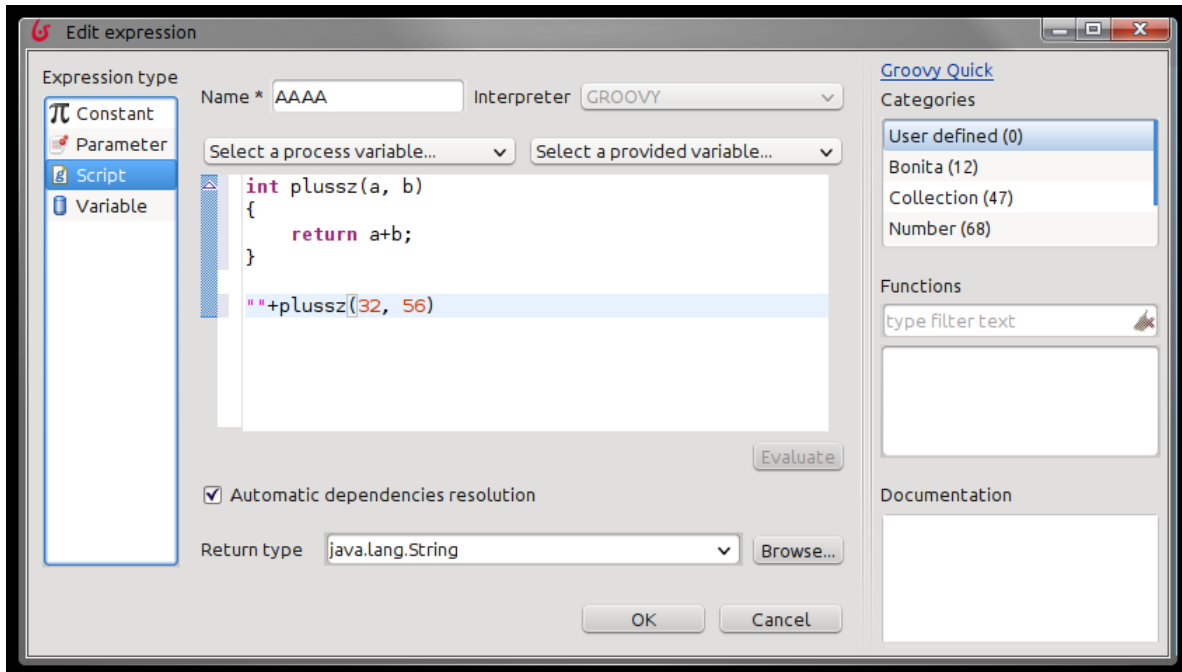 Edit expression
Expression type
Constant
Parameter
Script
Variable
Name * AAAA Interpreter GROOVY
Select a process variable... Select a provided variable...
int plussz(a, b)
{
return a+b;
}
""+plussz(32, 56)
Evaluate
Automatic dependencies resolution
Return type java.lang.String Browse...
OK Cancel
Groovy Quick
Categories
User defined (0)
Bonita (12)
Collection (47)
Number (68)
Functions
type filter text
Documentation